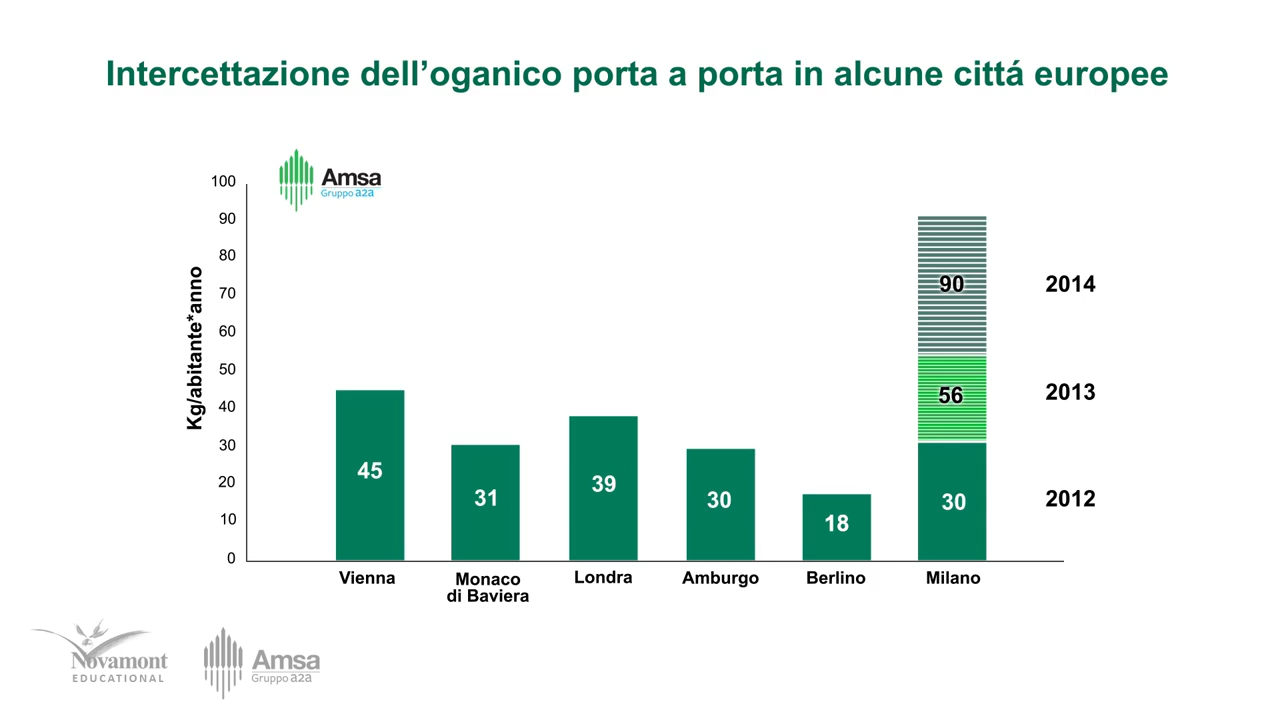 Intercettazione dell’oganico porta a porta in alcune cittá europee
Amsa
Gruppo a2a
Kg/abitante*anno
100
90
80
70
60
50
40
30
20
10
0
45
31
39
30
18
90
56
30
2014
2013
2012
Vienna
Monaco
di Baviera
Londra
Amburgo
Berlino
Milano
Novamont
EDUCATIONAL
Amsa
Gruppo a2a